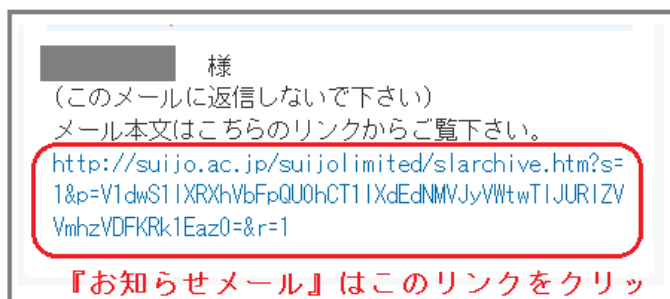 様
(このメールに返信しないで下さい)
メール本文はこちらのリンクからご覧下さい。
http://suijo.ac.jp/suijolimited/slarchive.htm?s=
1&p=V1dwS1lXRXhVbFpQU0hCT1lXdEdNMVJyVWtwTlJURlZV
VmhzVDFKRk1Eaz0=&r=1
『お知らせメール』はこのリンクをクリッ